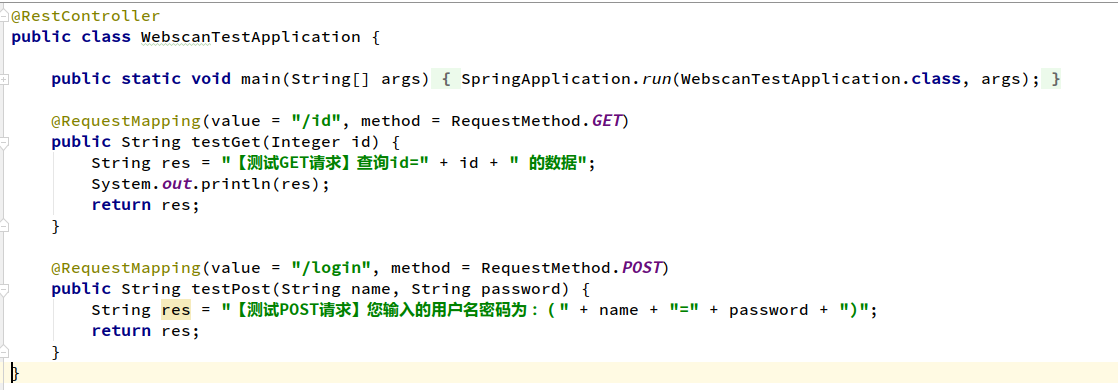 @RestController
public class WebscanTestApplication {
public static void main(String[] args) { SpringApplication.run(WebscanTestApplication.class, args); }
@RequestMapping(value = "/id", method = RequestMethod.GET)
public String testGet(Integer id) {
String res = "【测试GET请求】查询id=" + id + " 的数据";
System.out.println(res);
return res;
}
@RequestMapping(value = "/login", method = RequestMethod.POST)
public String testPost(String name, String password) {
String res = "【测试POST请求】您输入的用户名密码为：(" + name + "=" + password + ")";
return res;
}
}